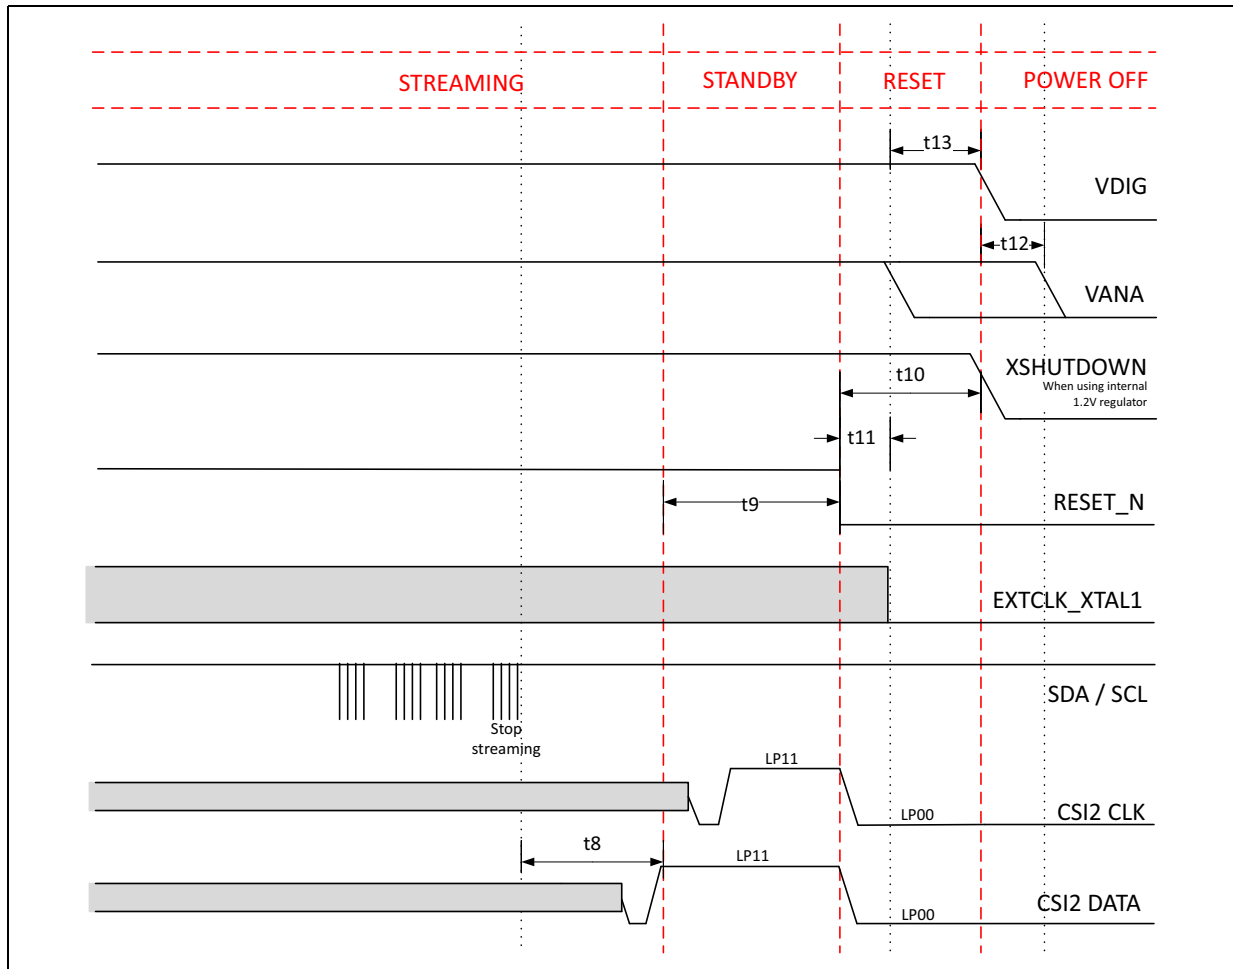 STREAMING STANDBY RESET POWER OFF
t13
VDIG
t12
VANA
XSHUTDOWN
When using internal
1.2V regulator
t10
t11
t9
RESET_N
EXTCLK_XTAL1
SDA / SCL
Stop
streaming
LP11
LP00
CSI2 CLK
t8
LP11
LP00
CSI2 DATA